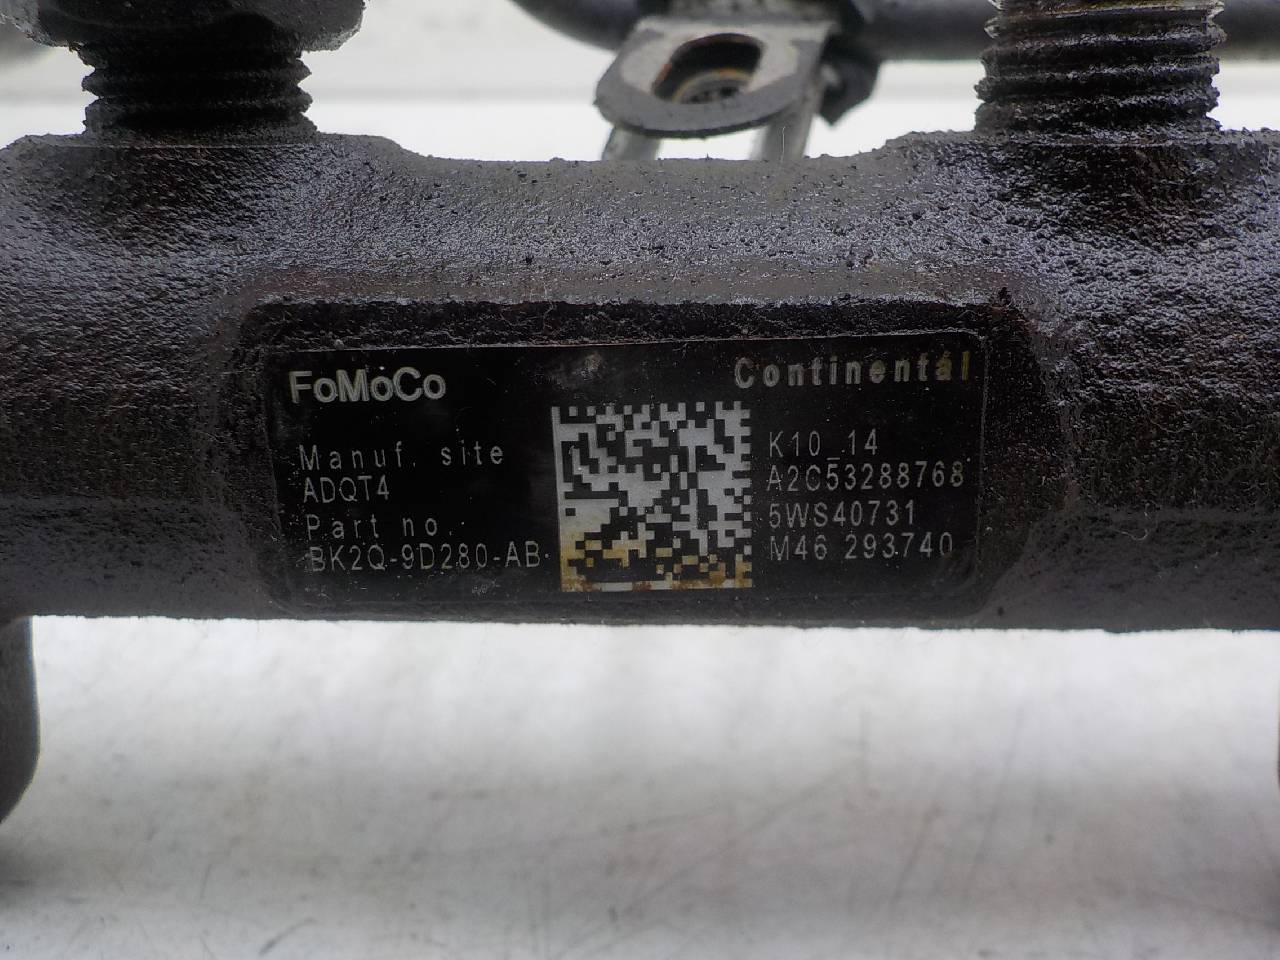 FoMoCo
Continental
Manuf. site
ADQT4
Part no.:
BK2Q-9D280-AB
K10_14
A2C53288768
5WS40731
M46 293740